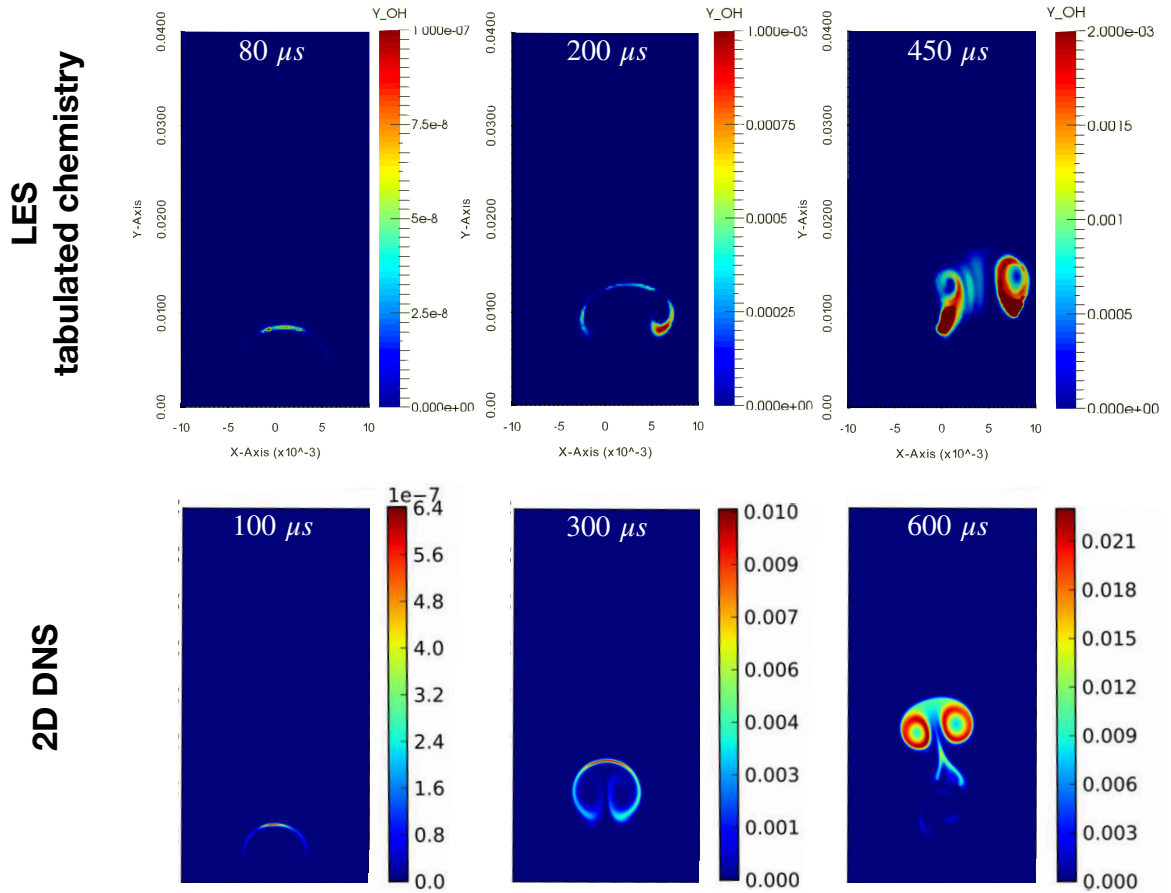 LES
tabulated chemistry
Y_OH
80 µs
0.0400
0.0300
0.0200
0.0100
0.00
Y-Axis
-10 -5 0 5 10
X-Axis (x10^-3)
1 000e-07
7.5e-8
5e-8
2.5e-8
0.000e+00
Y_OH
200 µs
0.0400
0.0300
0.0200
0.0100
0.00
Y-Axis
-10 -5 0 5 10
X-Axis (x10^-3)
1.000e-03
0.00075
0.0005
0.00025
0.000e+00
Y_OH
450 µs
0.0400
0.0300
0.0200
0.0100
0.00
Y-Axis
-10 -5 0 5 10
X-Axis (x10^-3)
2.000e-03
0.0015
0.001
0.0005
0.000e+00
2D DNS
100 µs
1e−7
6.4
5.6
4.8
4.0
3.2
2.4
1.6
0.8
0.0
300 µs
0.010
0.009
0.007
0.006
0.004
0.003
0.001
0.000
600 µs
0.021
0.018
0.015
0.012
0.009
0.006
0.003
0.000